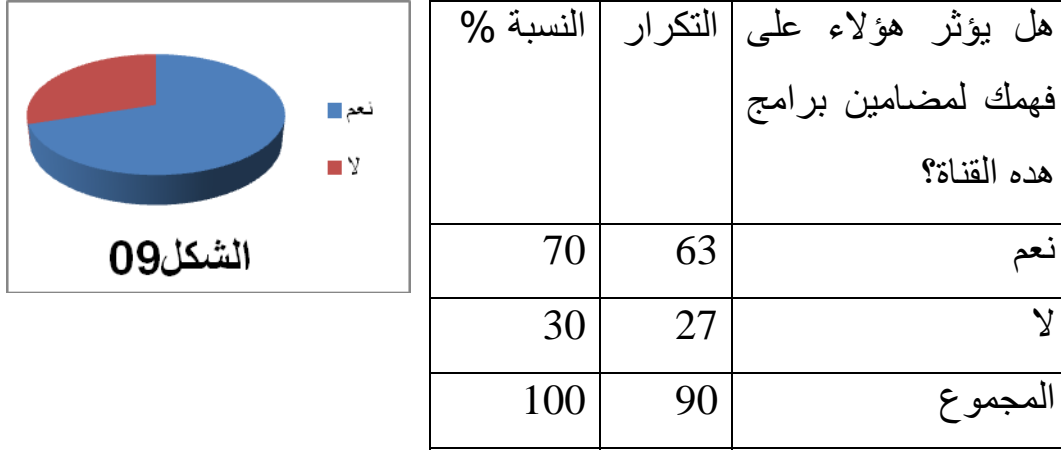 هل يؤثر هؤلاء على التكرار النسبة %
فهمك لمضامين برامج
هده القناة؟
نعم 63 70
لا 27 30
المجموع 90 100
نعم
لا
الشكل09